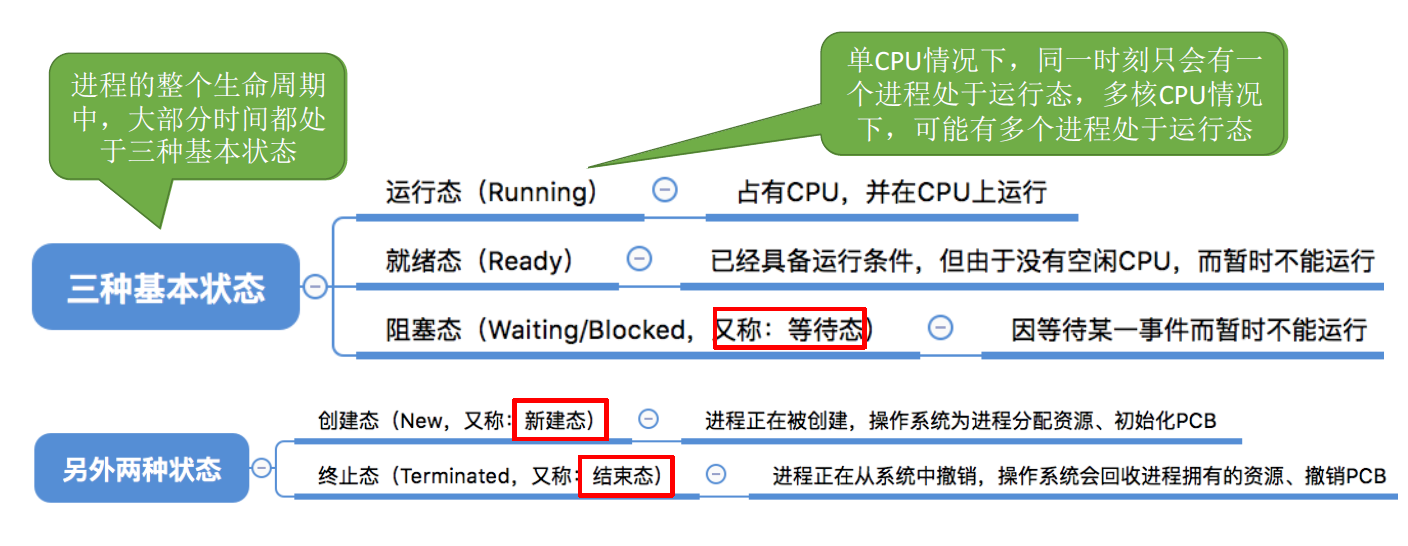 进程的整个生命周期
中，大部分时间都处
于三种基本状态
单CPU情况下，同一时刻只会有一
个进程处于运行态，多核CPU情况
下，可能有多个进程处于运行态
三种基本状态
运行态（Running）
占有CPU，并在CPU上运行
就绪态（Ready）
已经具备运行条件，但由于没有空闲CPU，而暂时不能运行
阻塞态（Waiting/Blocked，又称：等待态）
因等待某一事件而暂时不能运行
另外两种状态
创建态（New，又称：新建态）
进程正在被创建，操作系统为进程分配资源、初始化PCB
终止态（Terminated，又称：结束态）
进程正在从系统中撤销，操作系统会回收进程拥有的资源、撤销PCB